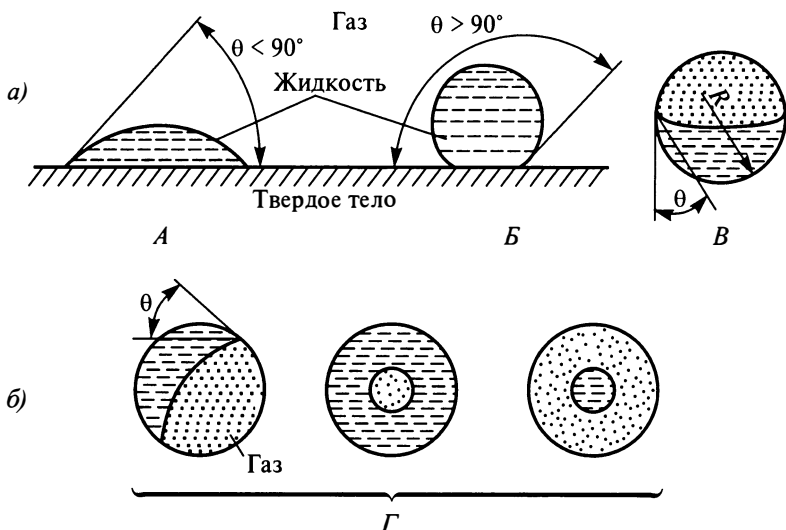 Газ
θ < 90°
θ > 90°
а)
Жидкость
R
Твердое тело
θ
А
Б
В
θ
б)
Газ
Г